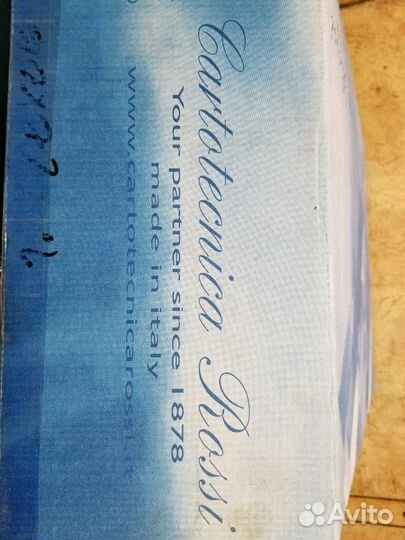 Cartotecnica Rossi
Your partner since 1878
made in italy
www.cartotecnicarossi.it
Avito